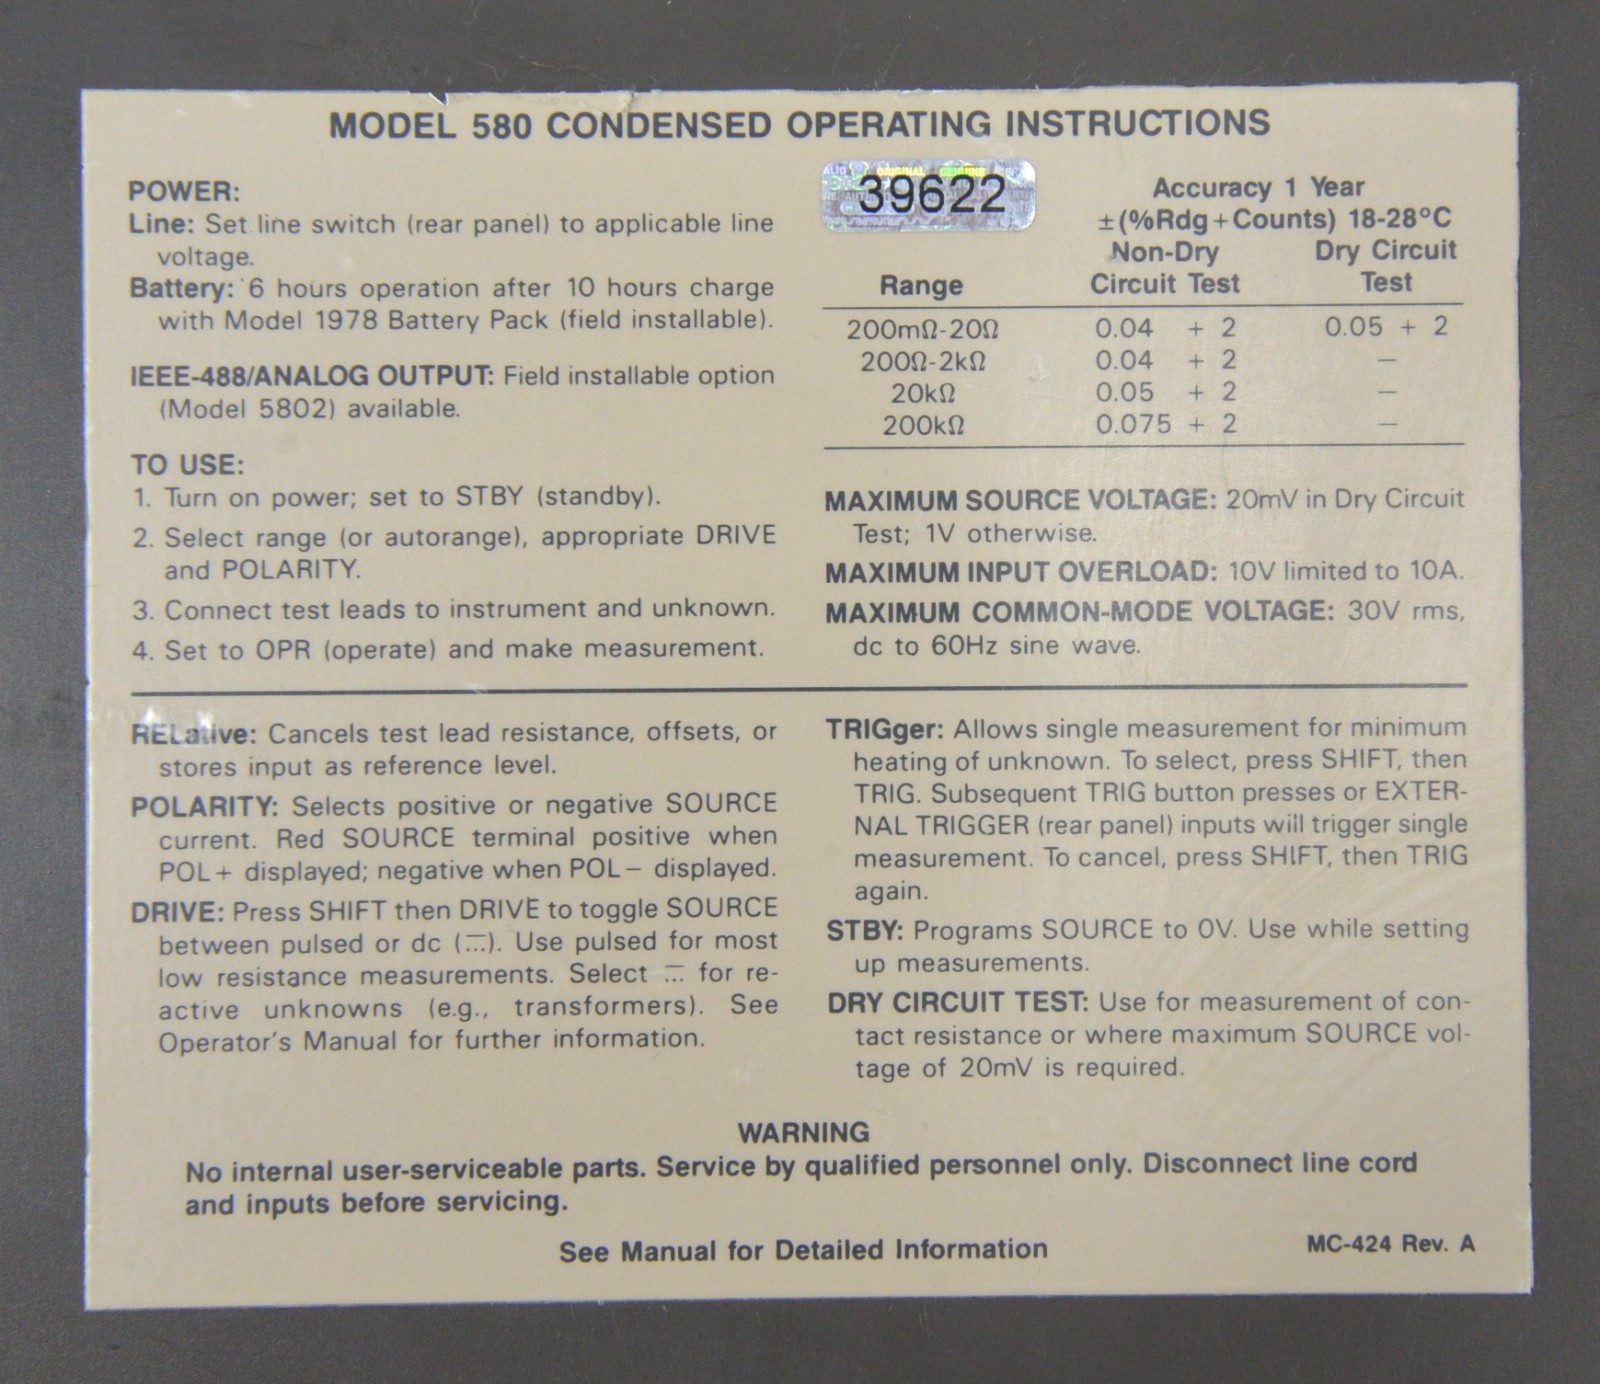 MODEL 580 CONDENSED OPERATING INSTRUCTIONS
POWER:
Line: Set line switch (rear panel) to applicable line
voltage.
Battery: 6 hours operation after 10 hours charge
with Model 1978 Battery Pack (field installable).
IEEE-488/ANALOG OUTPUT: Field installable option
(Model 5802) available.
TO USE:
1. Turn on power; set to STBY (standby).
2. Select range (or autorange), appropriate DRIVE
and POLARITY.
3. Connect test leads to instrument and unknown.
4. Set to OPR (operate) and make measurement.
ORIGINAL GENUINE
39622
Accuracy 1 Year
±(%Rdg+Counts) 18-28°C
Non-Dry Dry Circuit
Range Circuit Test Test
200mΩ-20Ω 0.04 + 2 0.05 + 2
200Ω-2kΩ 0.04 + 2 —
20kΩ 0.05 + 2 —
200kΩ 0.075 + 2 —
MAXIMUM SOURCE VOLTAGE: 20mV in Dry Circuit
Test; 1V otherwise.
MAXIMUM INPUT OVERLOAD: 10V limited to 10A.
MAXIMUM COMMON-MODE VOLTAGE: 30V rms,
dc to 60Hz sine wave.
RELative: Cancels test lead resistance, offsets, or
stores input as reference level.
POLARITY: Selects positive or negative SOURCE
current. Red SOURCE terminal positive when
POL+ displayed; negative when POL− displayed.
DRIVE: Press SHIFT then DRIVE to toggle SOURCE
between pulsed or dc (⎓). Use pulsed for most
low resistance measurements. Select ⎓ for re-
active unknowns (e.g., transformers). See
Operator's Manual for further information.
TRIGger: Allows single measurement for minimum
heating of unknown. To select, press SHIFT, then
TRIG. Subsequent TRIG button presses or EXTER-
NAL TRIGGER (rear panel) inputs will trigger single
measurement. To cancel, press SHIFT, then TRIG
again.
STBY: Programs SOURCE to 0V. Use while setting
up measurements.
DRY CIRCUIT TEST: Use for measurement of con-
tact resistance or where maximum SOURCE vol-
tage of 20mV is required.
WARNING
No internal user-serviceable parts. Service by qualified personnel only. Disconnect line cord
and inputs before servicing.
See Manual for Detailed Information
MC-424 Rev. A